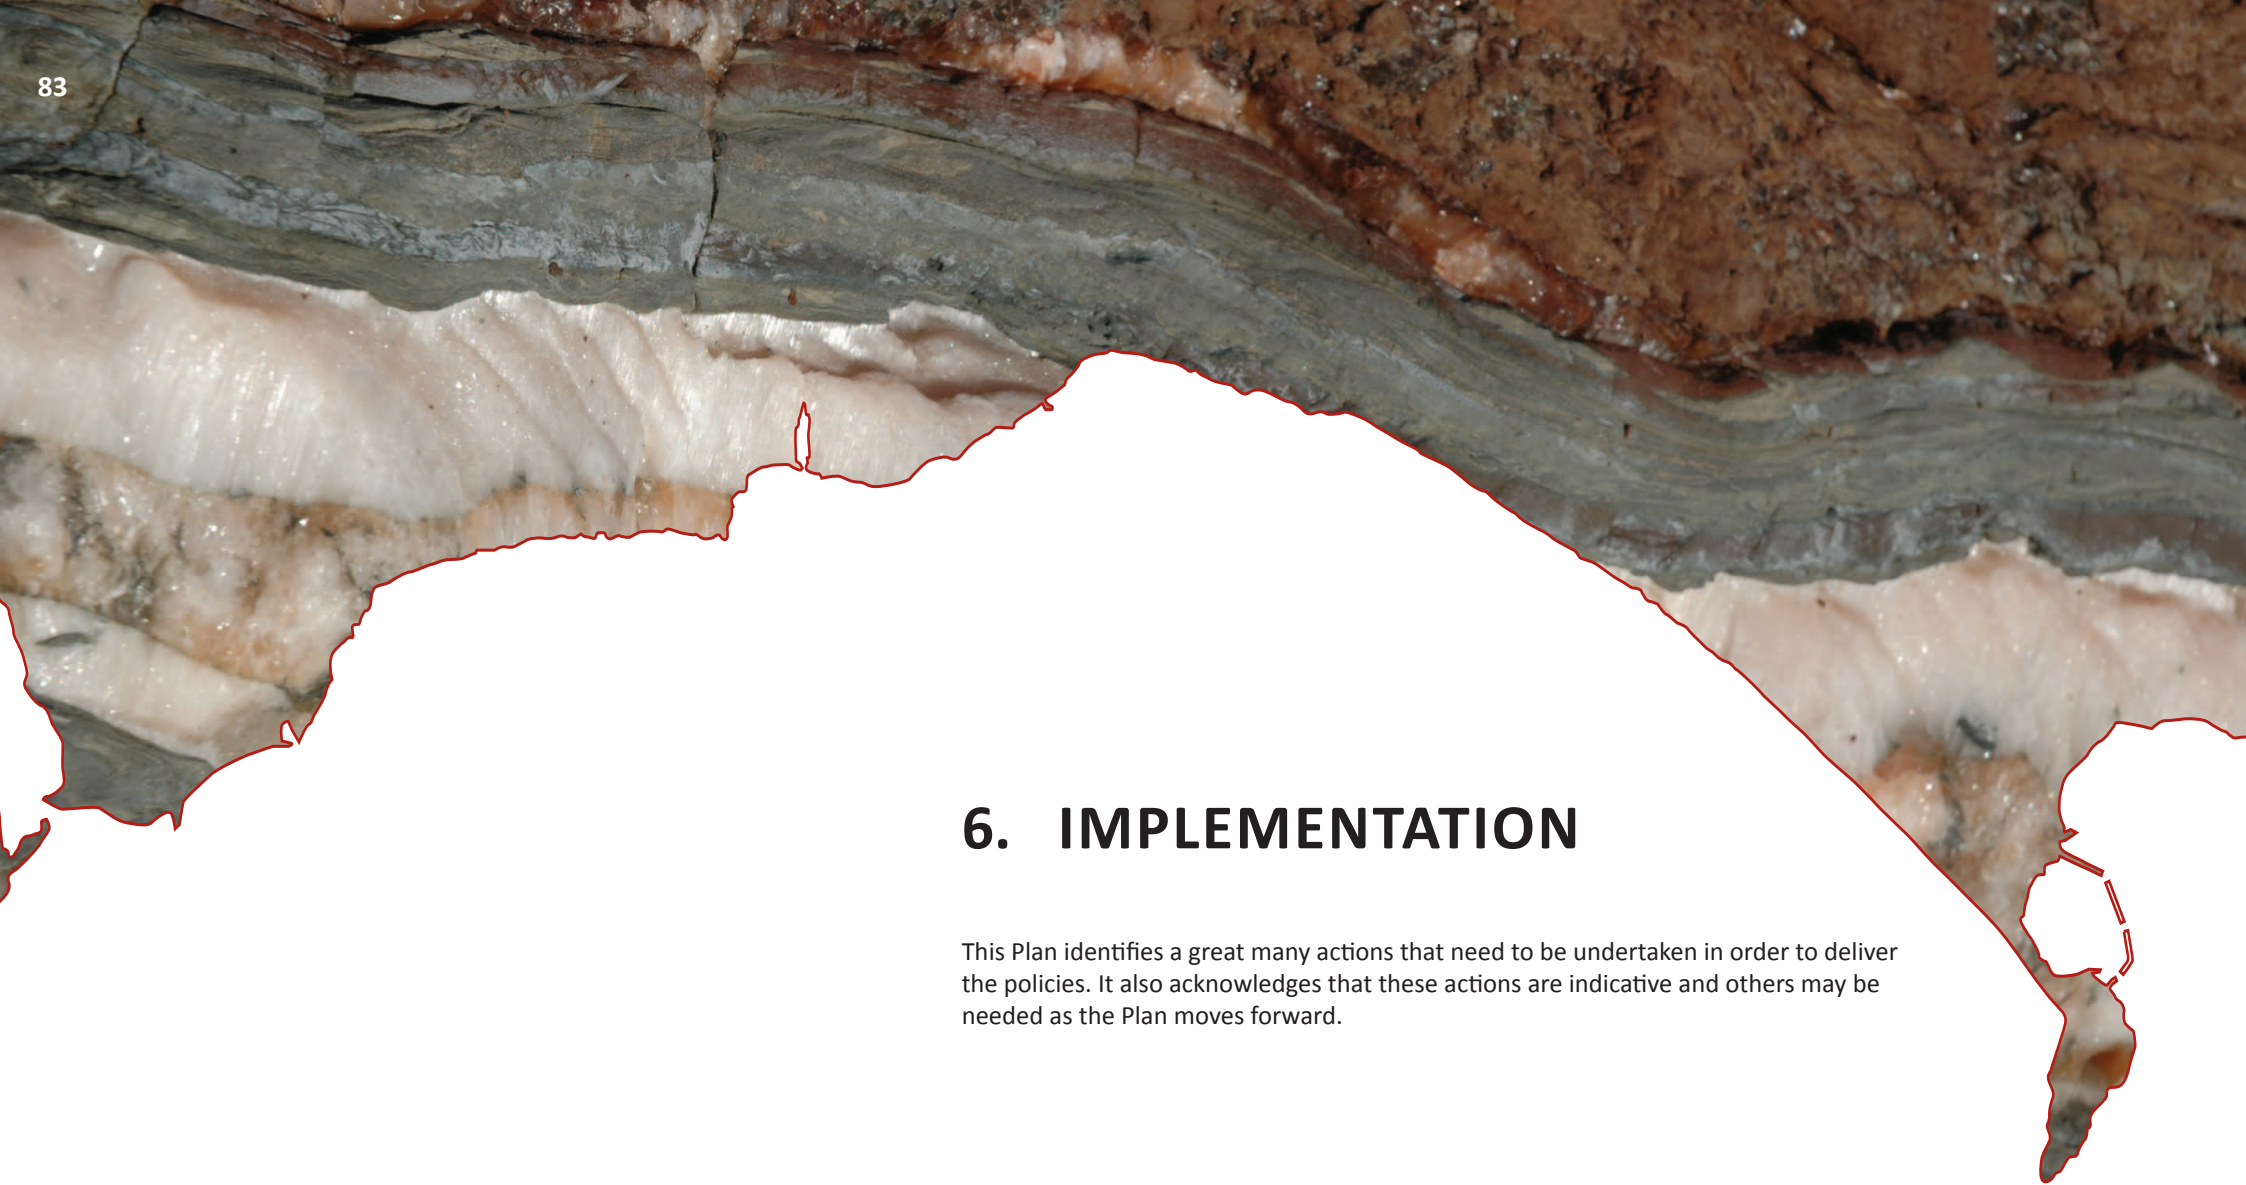 83
6. IMPLEMENTATION
This Plan identifies a great many actions that need to be undertaken in order to deliver
the policies. It also acknowledges that these actions are indicative and others may be
needed as the Plan moves forward.